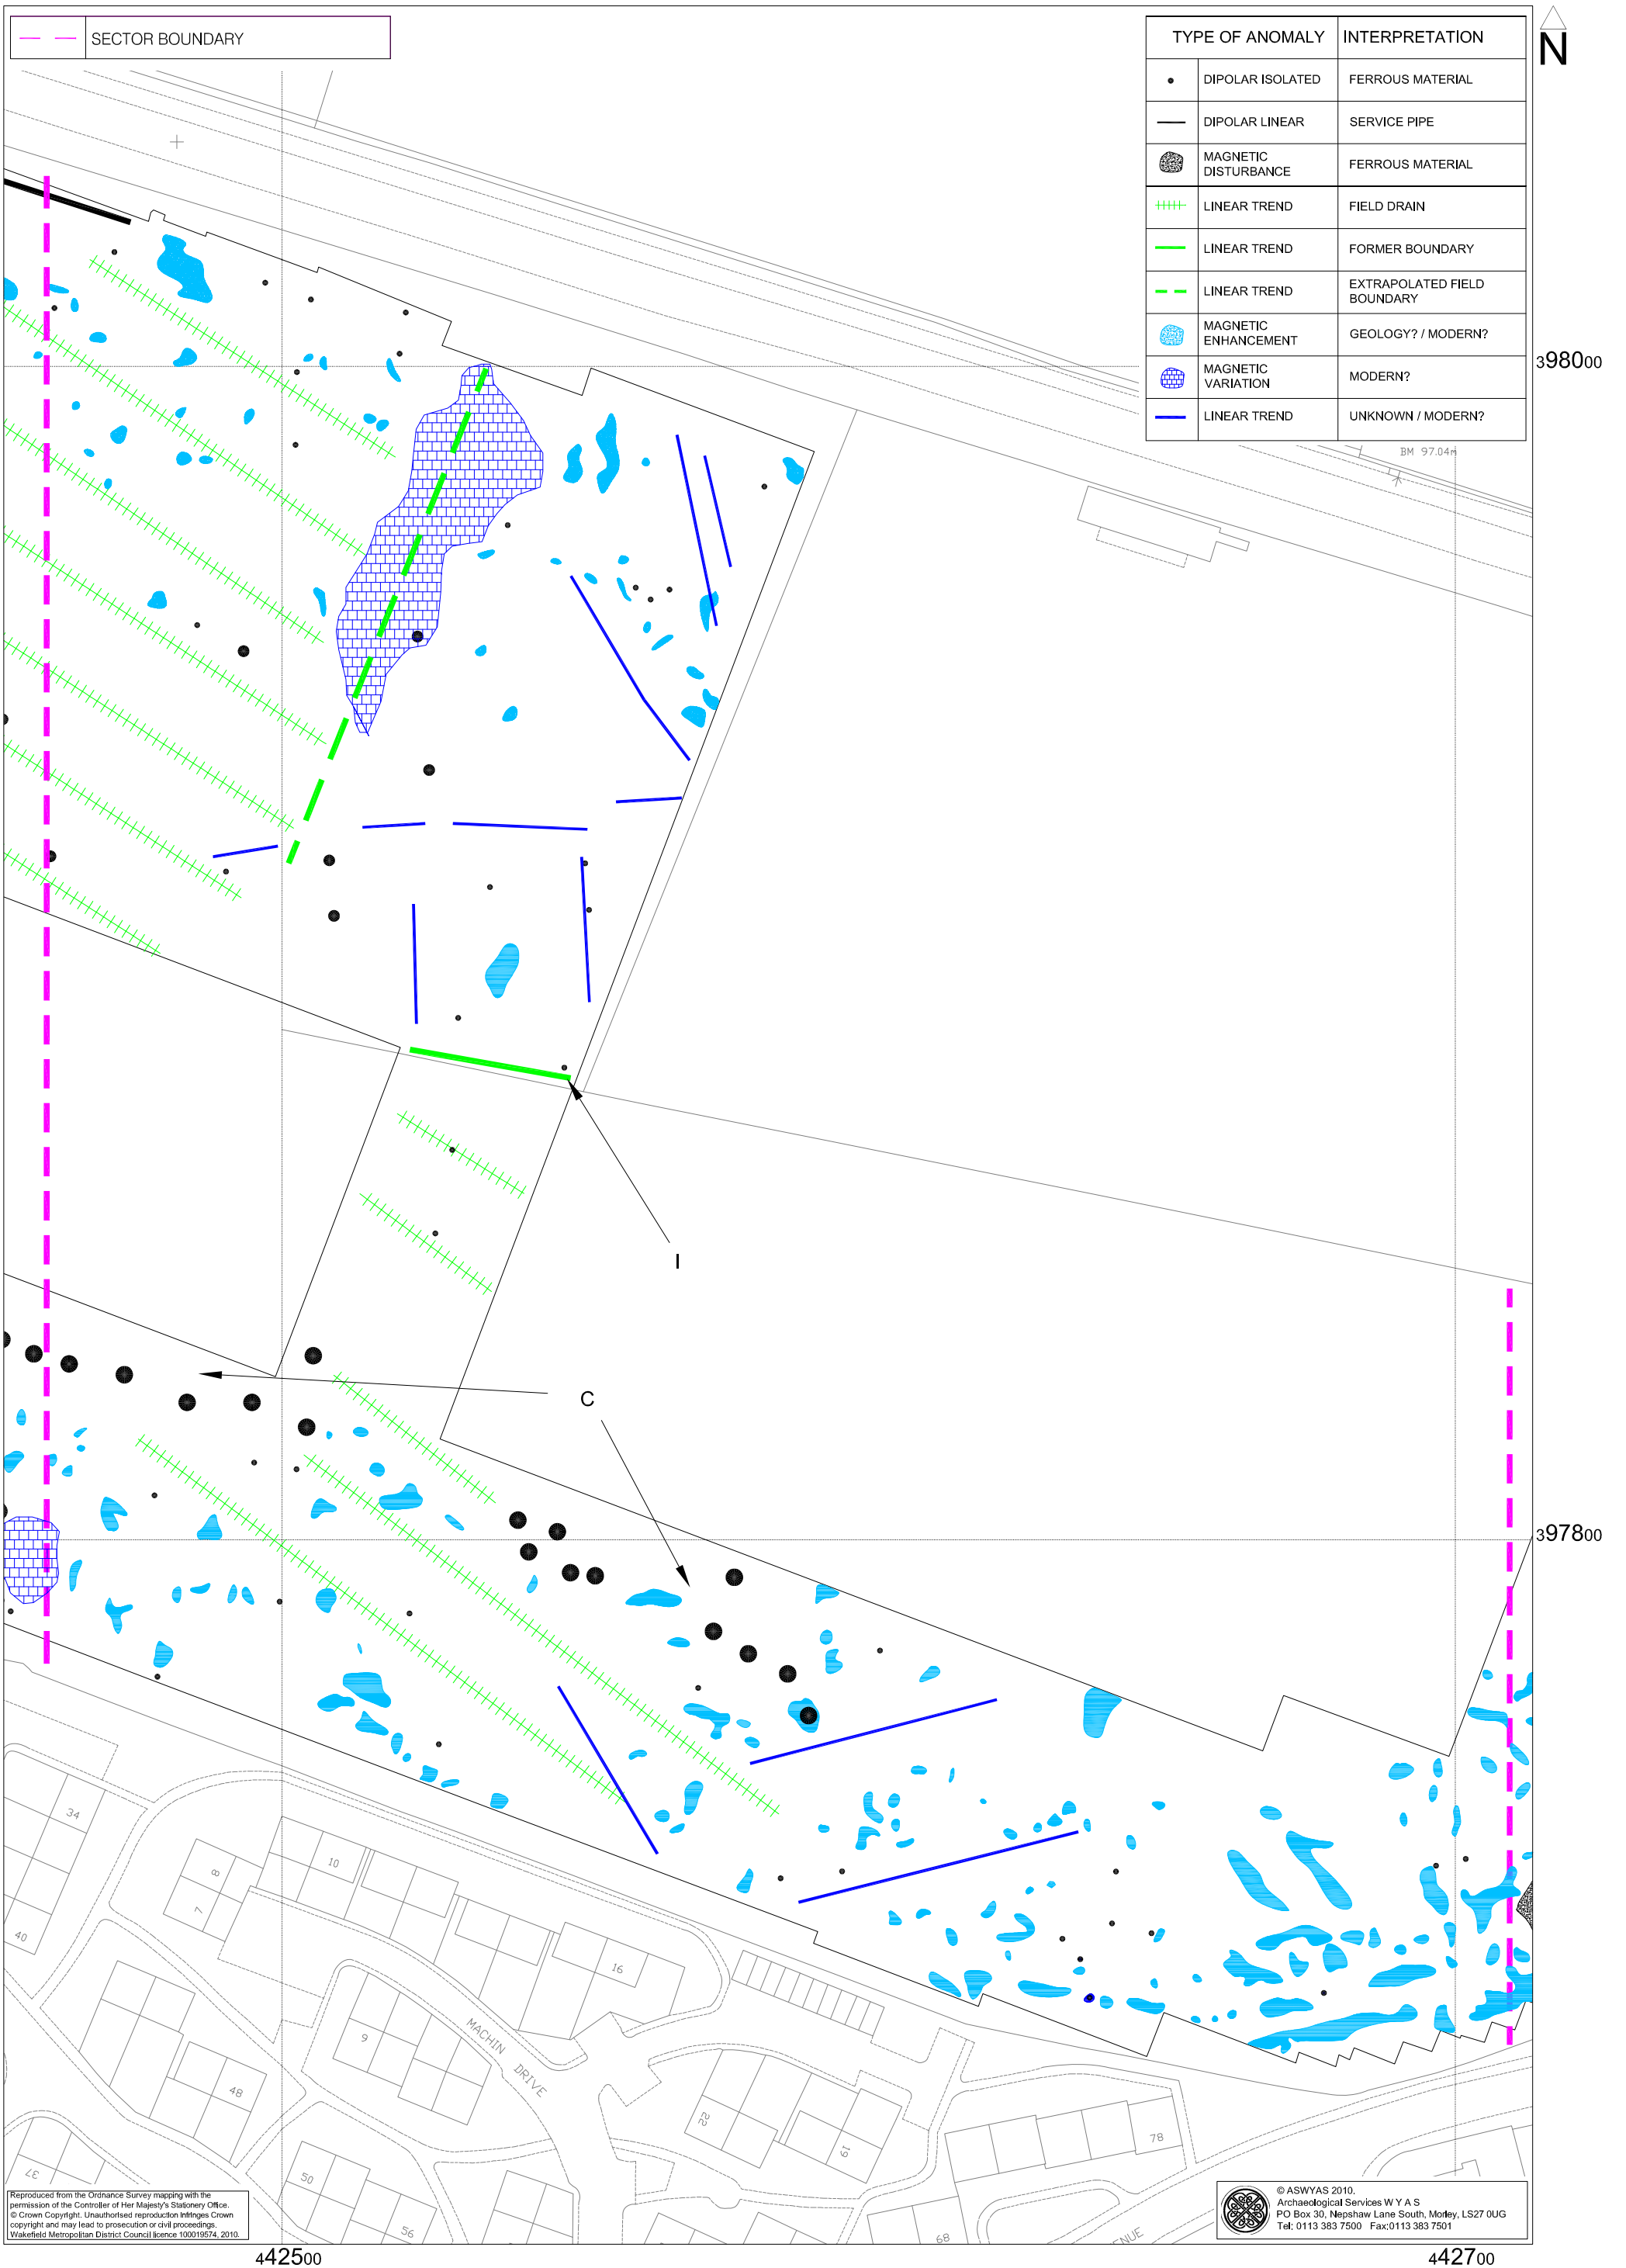 SECTOR BOUNDARY
N
TYPE OF ANOMALY INTERPRETATION
DIPOLAR ISOLATED FERROUS MATERIAL
DIPOLAR LINEAR SERVICE PIPE
MAGNETIC DISTURBANCE FERROUS MATERIAL
LINEAR TREND FIELD DRAIN
LINEAR TREND FORMER BOUNDARY
LINEAR TREND EXTRAPOLATED FIELD BOUNDARY
MAGNETIC ENHANCEMENT GEOLOGY? / MODERN?
MAGNETIC VARIATION MODERN?
LINEAR TREND UNKNOWN / MODERN?
398000
BM 97.04m
I
C
397800
34
8
10
7
40
16
9
MACHIN DRIVE
48
22
19
78
37
50
56
68
ENUE
Reproduced from the Ordnance Survey mapping with the
permission of the Controller of Her Majesty's Stationery Office.
© Crown Copyright. Unauthorised reproduction infringes Crown
copyright and may lead to prosecution or civil proceedings.
Wakefield Metropolitan District Council licence 100019574, 2010.
© ASWYAS 2010.
Archaeological Services W Y A S
PO Box 30, Nepshaw Lane South, Morley, LS27 0UG
Tel: 0113 383 7500 Fax:0113 383 7501
442500
442700